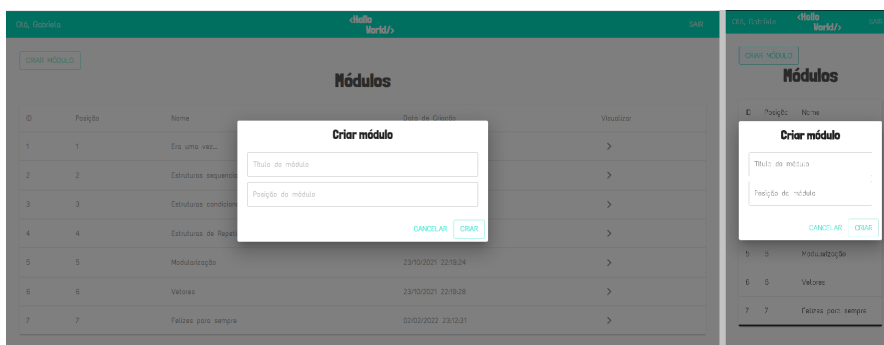 Olá, Gabriela
<Hello
World/>
SAIR
CRIAR MÓDULO
Módulos
ID Posição Nome Data de Criação Visualizar
1 1 Era uma vez...
2 2 Estruturas sequencia
3 3 Estruturas condicion
4 4 Estruturas de Repeti
5 5 Modularização 23/10/2021 22:19:24
6 6 Vetores 23/10/2021 22:19:28
7 7 Felizes para sempre 02/02/2022 23:12:31
Criar módulo
Título do módulo
Posição do módulo
CANCELAR CRIAR
Olá, Gabriela
<Hello
World/>
SAIR
CRIAR MÓDULO
Módulos
ID Posição Nome
Criar módulo
Título do módulo
Posição do módulo
CANCELAR CRIAR
5 5 Modularização
6 6 Vetores
7 7 Felizes para sempre